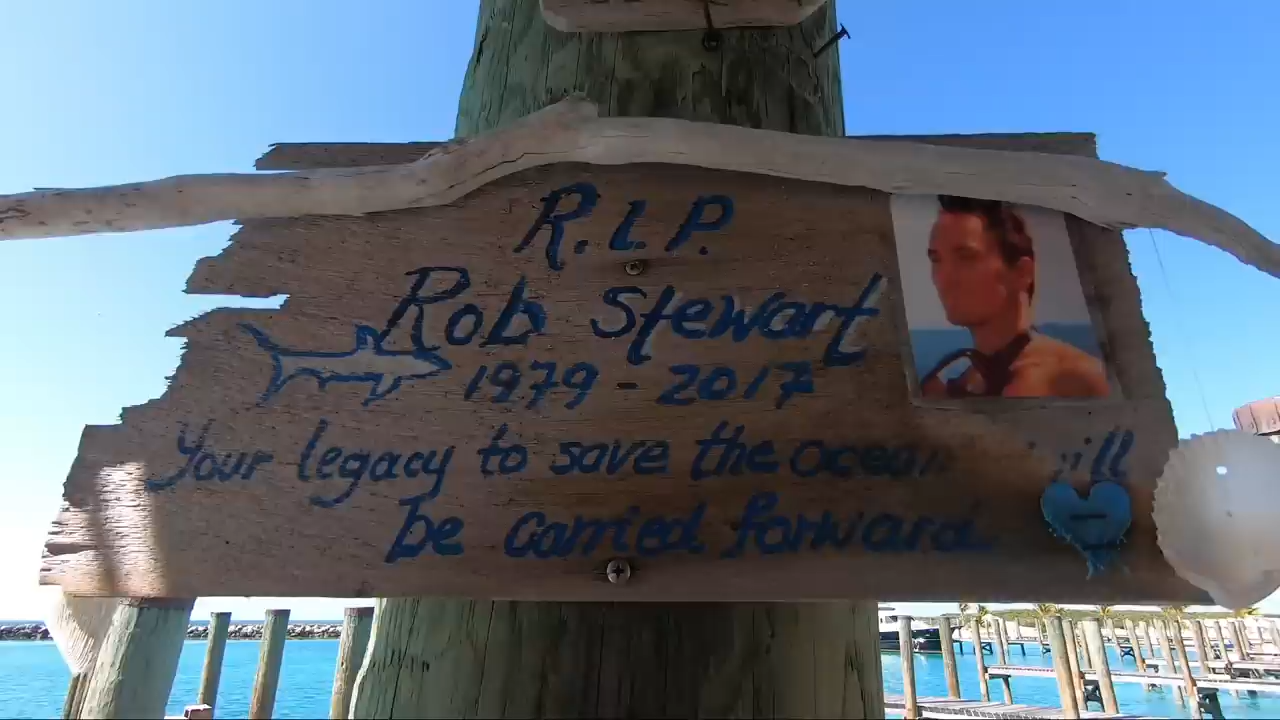 R.I.P.
Rob Stewart
1979 - 2017
Your legacy to save the ocean will
be carried forward